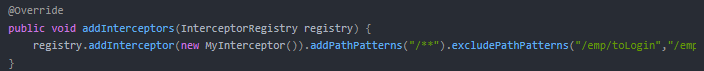 @Override
public void addInterceptors(InterceptorRegistry registry) {
registry.addInterceptor(new MyInterceptor()).addPathPatterns("/**").excludePathPatterns("/emp/toLogin","/emp
}